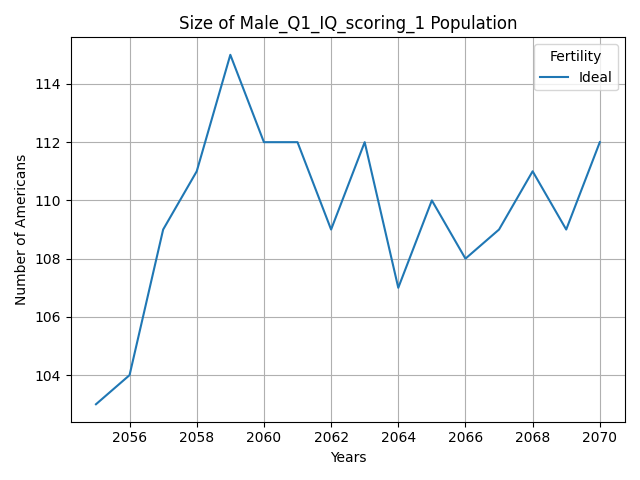 Size of Male_Q1_IQ_scoring_1 Population
Fertility
Ideal
Number of Americans
114
112
110
108
106
104
2056 2058 2060 2062 2064 2066 2068 2070
Years